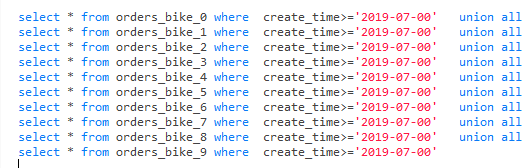 select * from orders_bike_0 where  create_time>='2019-07-00'   union all
select * from orders_bike_1 where  create_time>='2019-07-00'   union all
select * from orders_bike_2 where  create_time>='2019-07-00'   union all
select * from orders_bike_3 where  create_time>='2019-07-00'   union all
select * from orders_bike_4 where  create_time>='2019-07-00'   union all
select * from orders_bike_5 where  create_time>='2019-07-00'   union all
select * from orders_bike_6 where  create_time>='2019-07-00'   union all
select * from orders_bike_7 where  create_time>='2019-07-00'   union all
select * from orders_bike_8 where  create_time>='2019-07-00'   union all
select * from orders_bike_9 where  create_time>='2019-07-00'